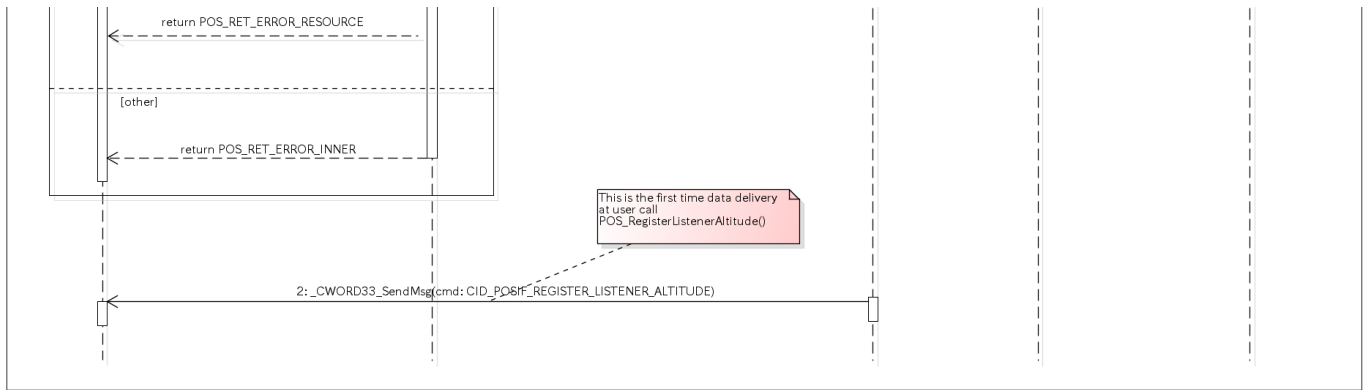 return POS_RET_ERROR_RESOURCE
[other]
return POS_RET_ERROR_INNER
This is the first time data delivery
at user call
POS_RegisterListenerAltitude()
2: _CWORD33_SendMsg(cmd: CID_POSIF_REGISTER_LISTENER_ALTITUDE)